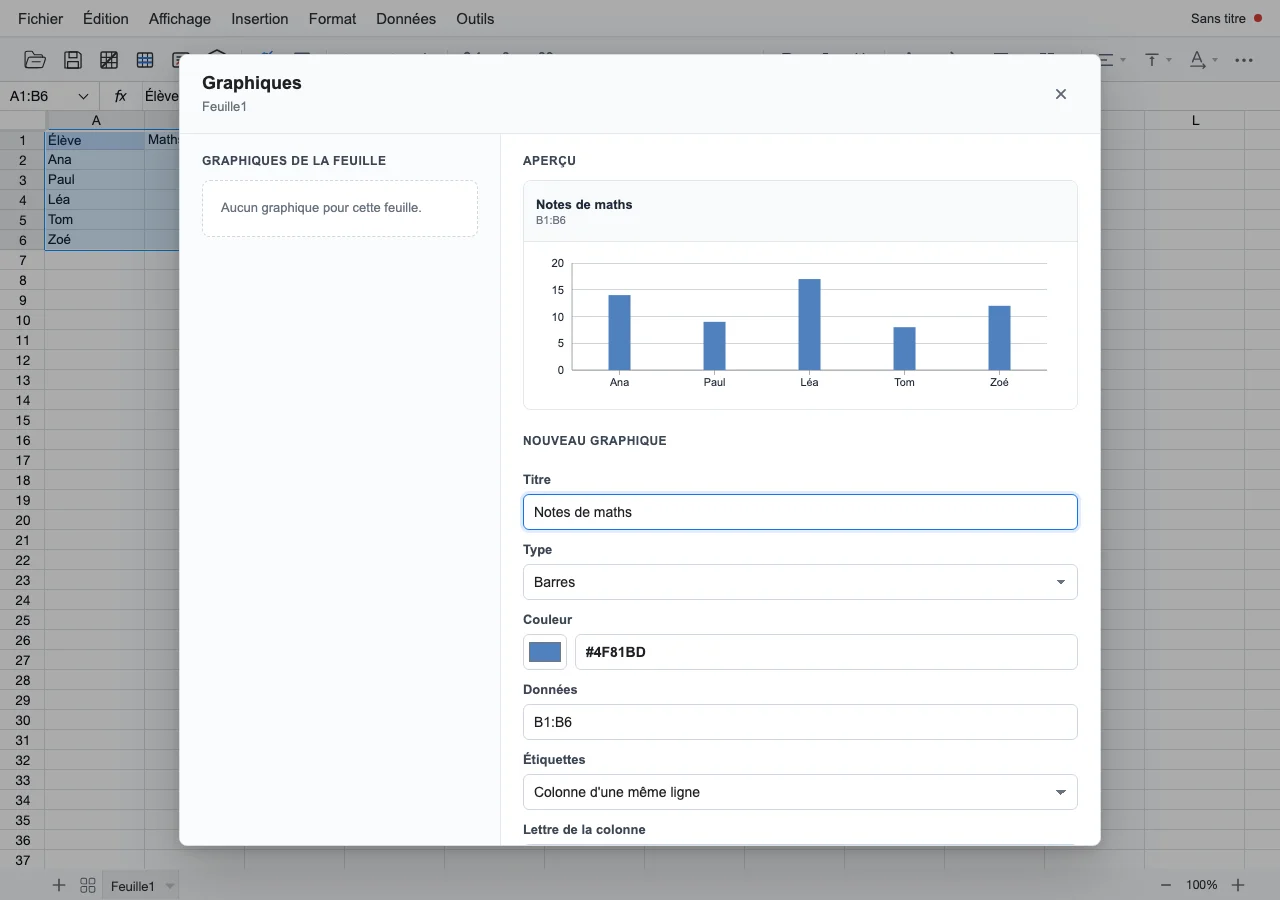 Fichier Édition Affichage Insertion Format Données Outils Sans titre
A1:B6 fx Élève
A L
1 Élève Maths
2 Ana
3 Paul
4 Léa
5 Tom
6 Zoé
7
8
9
10
11
12
13
14
15
16
17
18
19
20
21
22
23
24
25
26
27
28
29
30
31
32
33
34
35
36
37
Graphiques
Feuille1
GRAPHIQUES DE LA FEUILLE
Aucun graphique pour cette feuille.
APERÇU
Notes de maths
B1:B6
20
15
10
5
0
Ana Paul Léa Tom Zoé
NOUVEAU GRAPHIQUE
Titre
Notes de maths
Type
Barres
Couleur
#4F81BD
Données
B1:B6
Étiquettes
Colonne d'une même ligne
Lettre de la colonne
Feuille1 100%